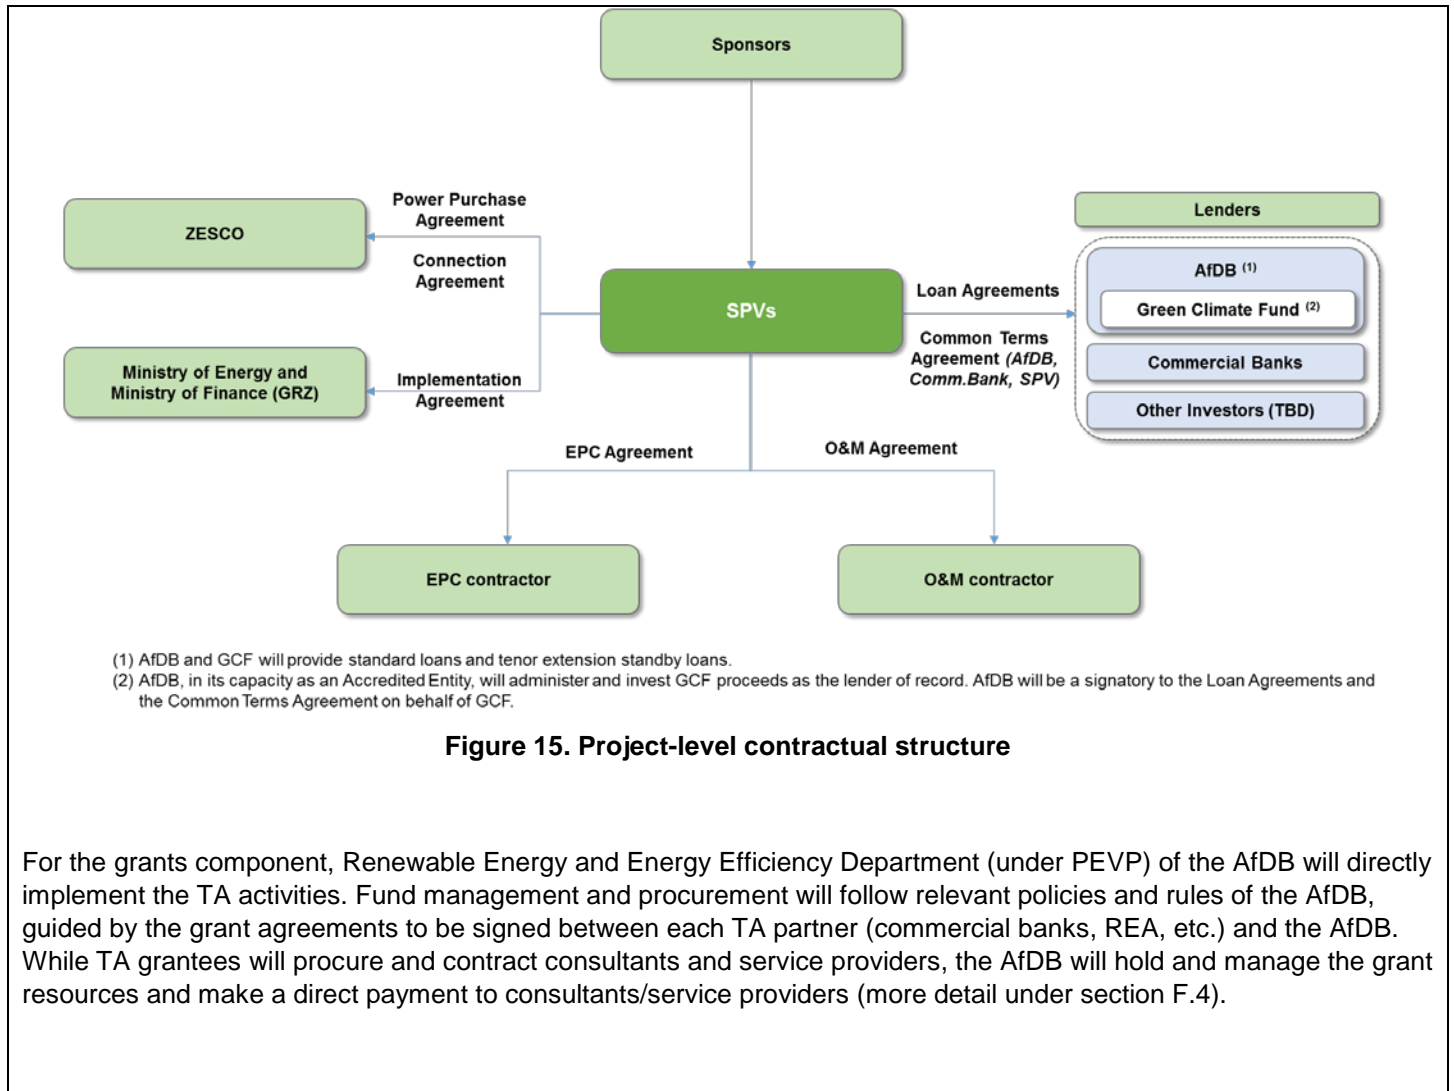 Sponsors
Power Purchase
Agreement
ZESCO
Connection
Agreement
Ministry of Energy and
Ministry of Finance (GRZ)
Implementation
Agreement
SPVs
Loan Agreements
Common Terms
Agreement (AfDB,
Comm.Bank, SPV)
Lenders
AfDB (1)
Green Climate Fund (2)
Commercial Banks
Other Investors (TBD)
EPC Agreement
O&M Agreement
EPC contractor
O&M contractor
(1) AfDB and GCF will provide standard loans and tenor extension standby loans.
(2) AfDB, in its capacity as an Accredited Entity, will administer and invest GCF proceeds as the lender of record. AfDB will be a signatory to the Loan Agreements and
the Common Terms Agreement on behalf of GCF.
Figure 15. Project-level contractual structure
For the grants component, Renewable Energy and Energy Efficiency Department (under PEVP) of the AfDB will directly
implement the TA activities. Fund management and procurement will follow relevant policies and rules of the AfDB,
guided by the grant agreements to be signed between each TA partner (commercial banks, REA, etc.) and the AfDB.
While TA grantees will procure and contract consultants and service providers, the AfDB will hold and manage the grant
resources and make a direct payment to consultants/service providers (more detail under section F.4).